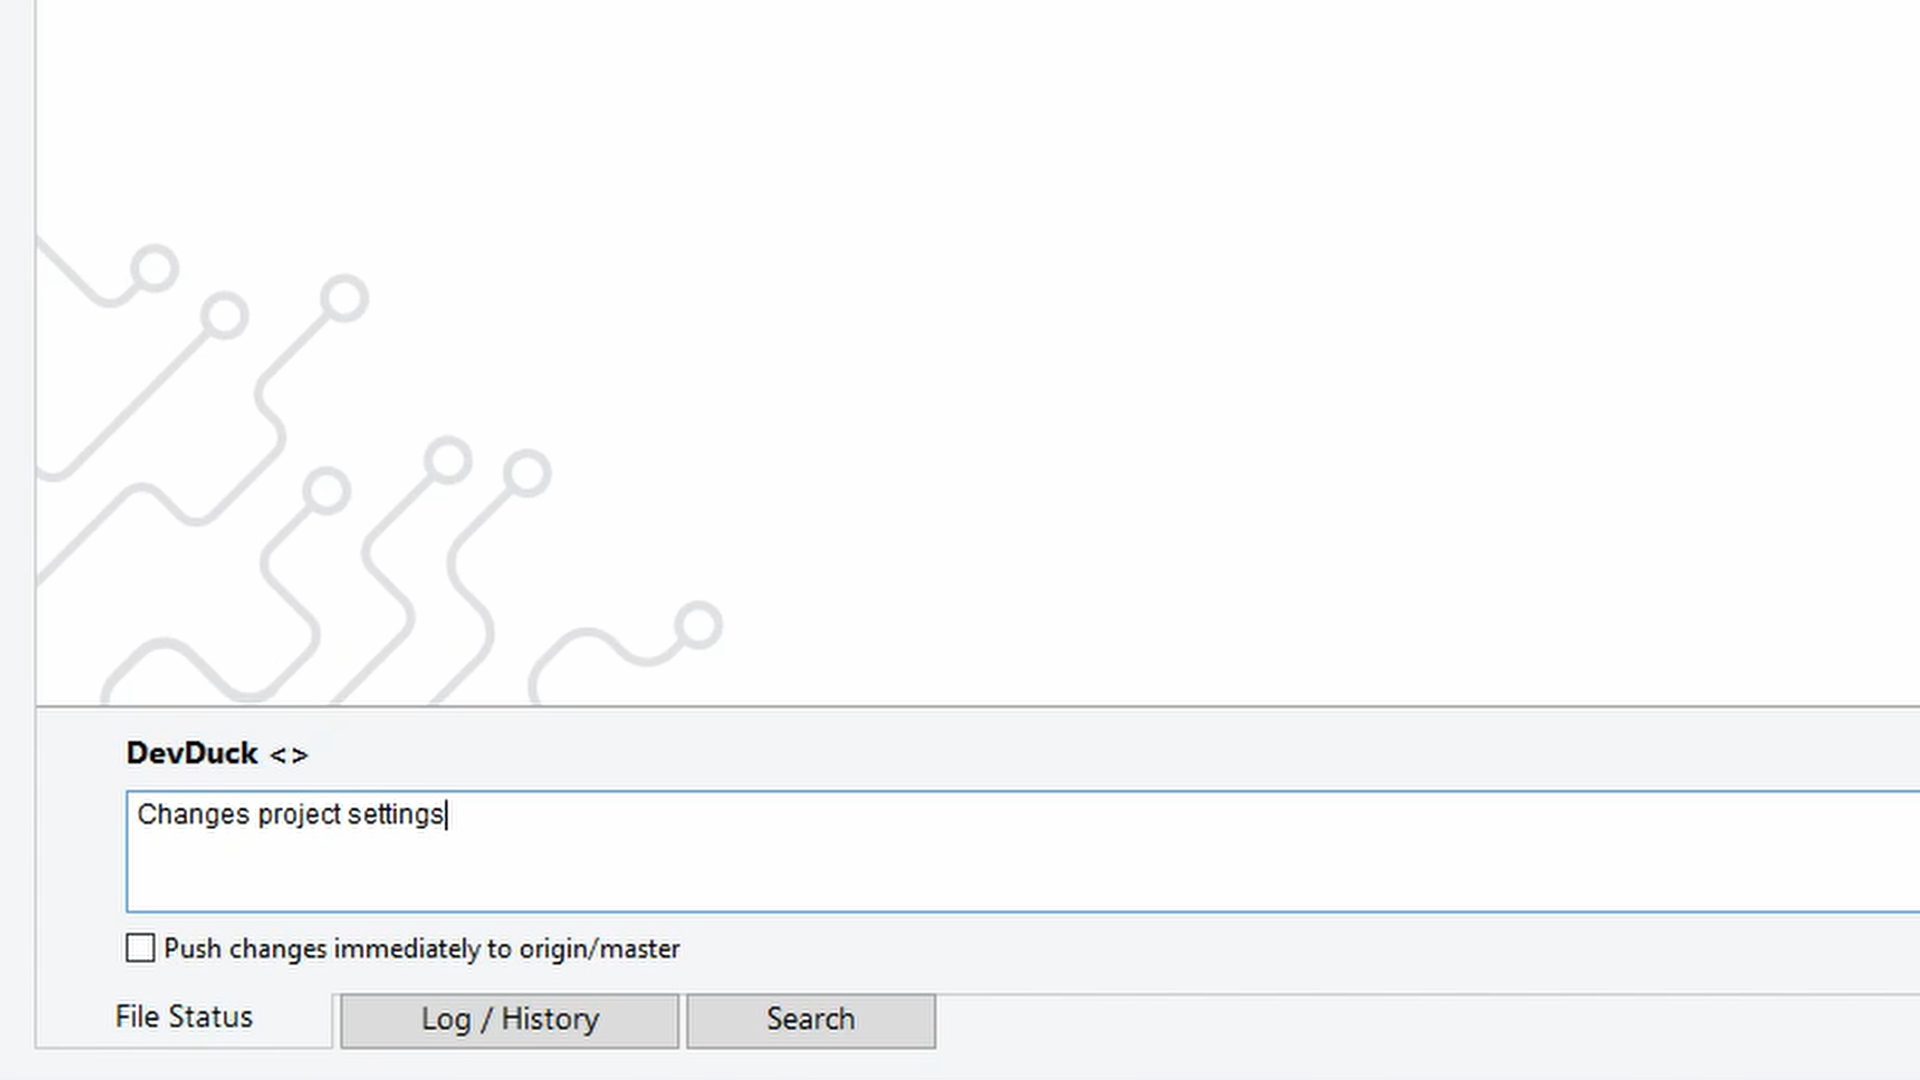 DevDuck <>
Changes project settings
Push changes immediately to origin/master
File Status
Log / History
Search